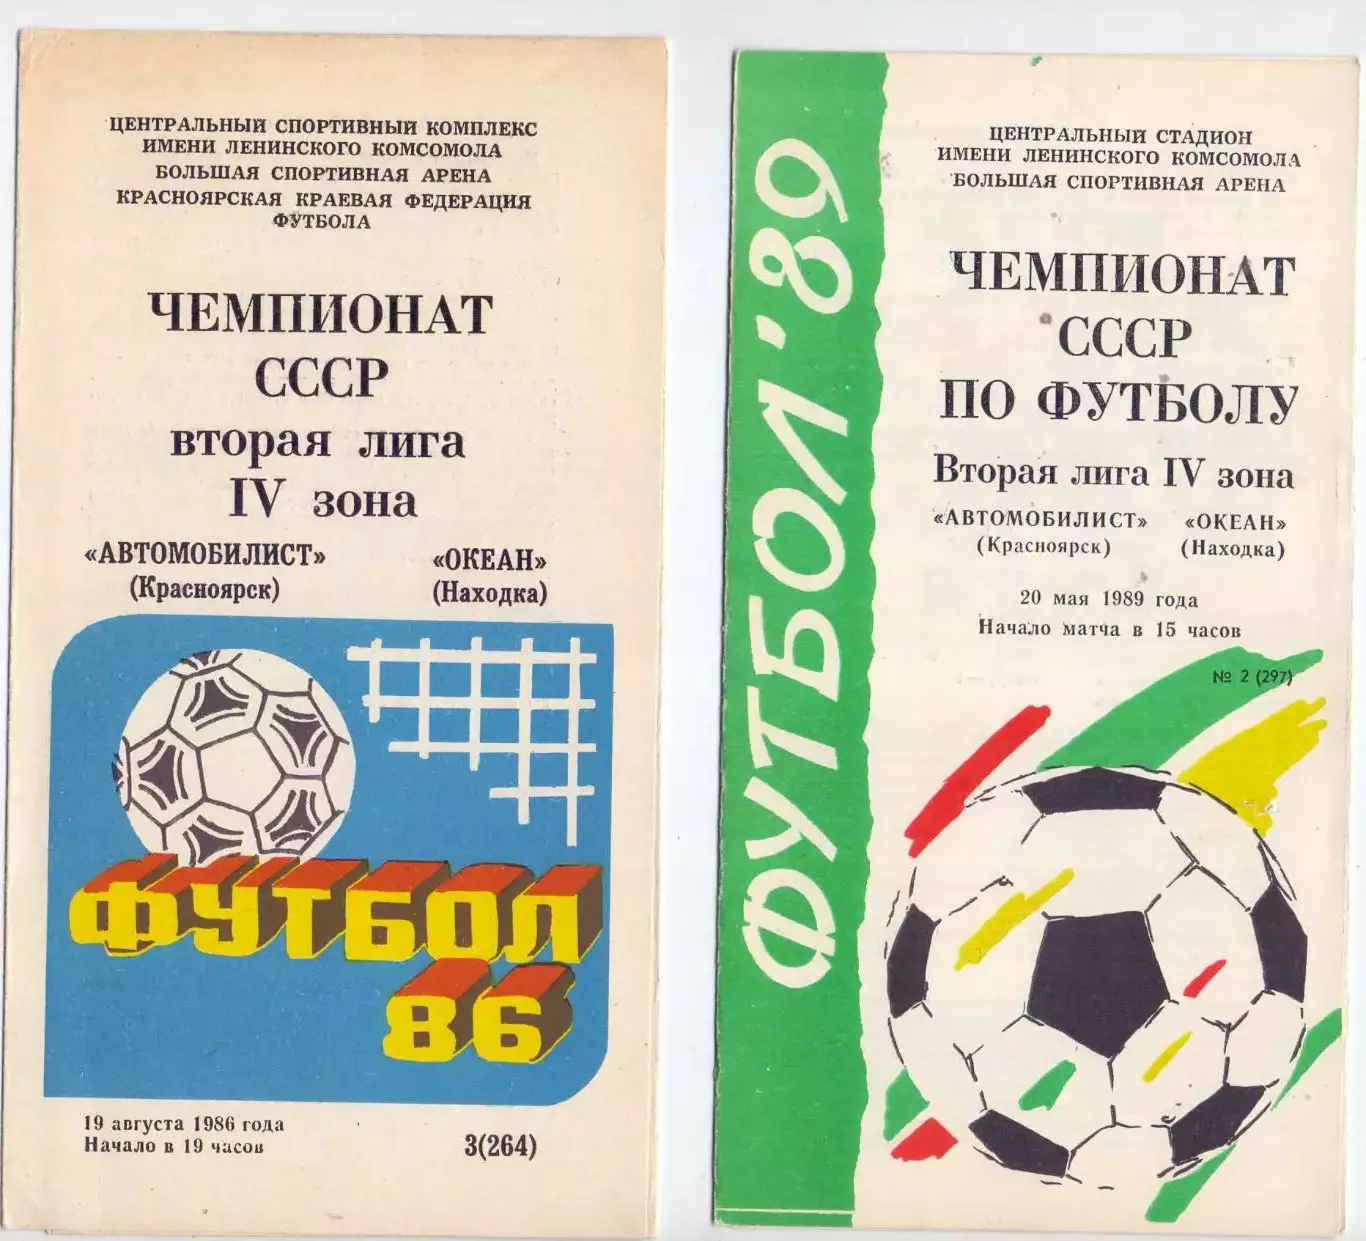 ЦЕНТРАЛЬНЫЙ СПОРТИВНЫЙ КОМПЛЕКС
ИМЕНИ ЛЕНИНСКОГО КОМСОМОЛА
БОЛЬШАЯ СПОРТИВНАЯ АРЕНА
КРАСНОЯРСКАЯ КРАЕВАЯ ФЕДЕРАЦИЯ
ФУТБОЛА
ЧЕМПИОНАТ
СССР
вторая лига
IV зона
«АВТОМОБИЛИСТ» «ОКЕАН»
(Красноярск) (Находка)
ФУТБОЛ
86
19 августа 1986 года
Начало в 19 часов
3(264)
ФУТБОЛ'89
ЦЕНТРАЛЬНЫЙ СТАДИОН
ИМЕНИ ЛЕНИНСКОГО КОМСОМОЛА
БОЛЬШАЯ СПОРТИВНАЯ АРЕНА
ЧЕМПИОНАТ
СССР
ПО ФУТБОЛУ
Вторая лига IV зона
«АВТОМОБИЛИСТ» «ОКЕАН»
(Красноярск) (Находка)
20 мая 1989 года
Начало матча в 15 часов
№ 2 (297)